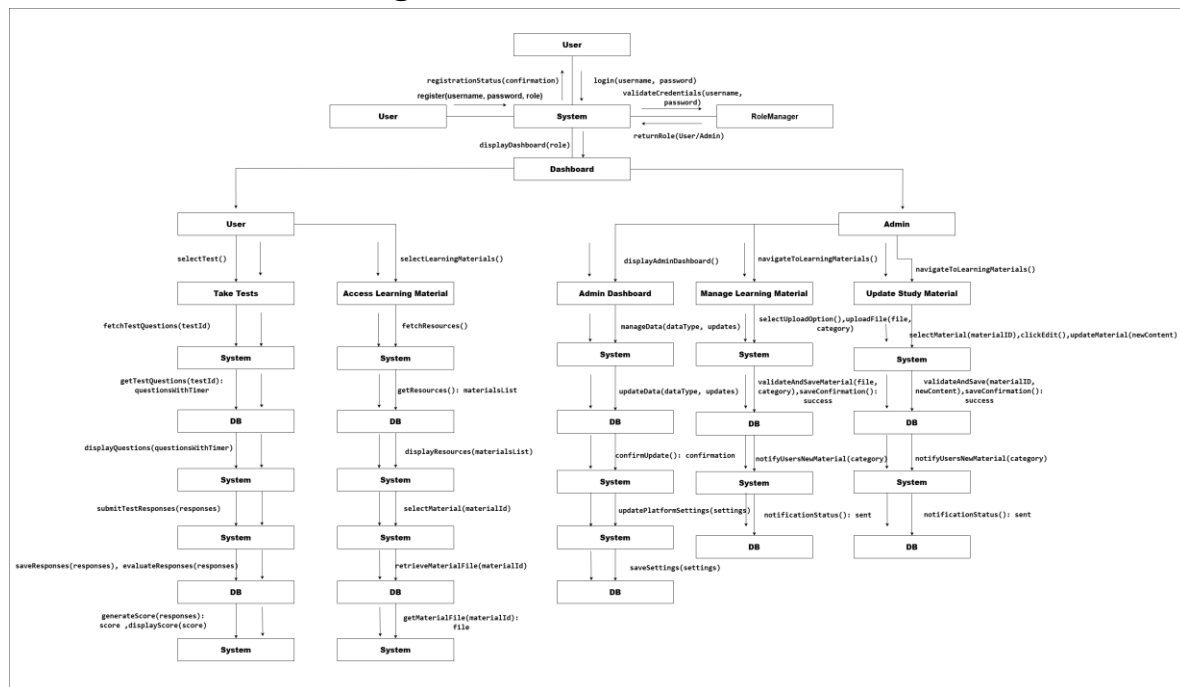 User
registrationStatus(confirmation)
login(username, password)
register(username, password, role)
validateCredentials(username,
password)
User
System
RoleManager
returnRole(User/Admin)
displayDashboard(role)
Dashboard
User
Admin
selectTest()
selectLearningMaterials()
displayAdminDashboard()
navigateToLearningMaterials()
navigateToLearningMaterials()
Take Tests
Access Learning Material
Admin Dashboard
Manage Learning Material
Update Study Material
fetchTestQuestions(testId)
fetchResources()
manageData(dataType, updates)
selectUploadOption(),uploadFile(file,
category)
selectMaterial(materialID),clickEdit(),updateMaterial(newContent)
System
System
System
System
System
getTestQuestions(testId):
questionsWithTimer
getResources(): materialsList
updateData(dataType, updates)
validateAndSaveMaterial(file,
category),saveConfirmation():
success
validateAndSave(materialID,
newContent),saveConfirmation():
success
DB
DB
DB
DB
DB
displayQuestions(questionsWithTimer)
displayResources(materialsList)
confirmUpdate(): confirmation
notifyUsersNewMaterial(category)
notifyUsersNewMaterial(category)
System
System
System
System
System
submitTestResponses(responses)
selectMaterial(materialId)
updatePlatformSettings(settings)
notificationStatus(): sent
notificationStatus(): sent
System
System
System
DB
DB
saveResponses(responses), evaluateResponses(responses)
retrieveMaterialFile(materialId)
saveSettings(settings)
DB
DB
DB
generateScore(responses):
score ,displayScore(score)
getMaterialFile(materialId):
file
System
System